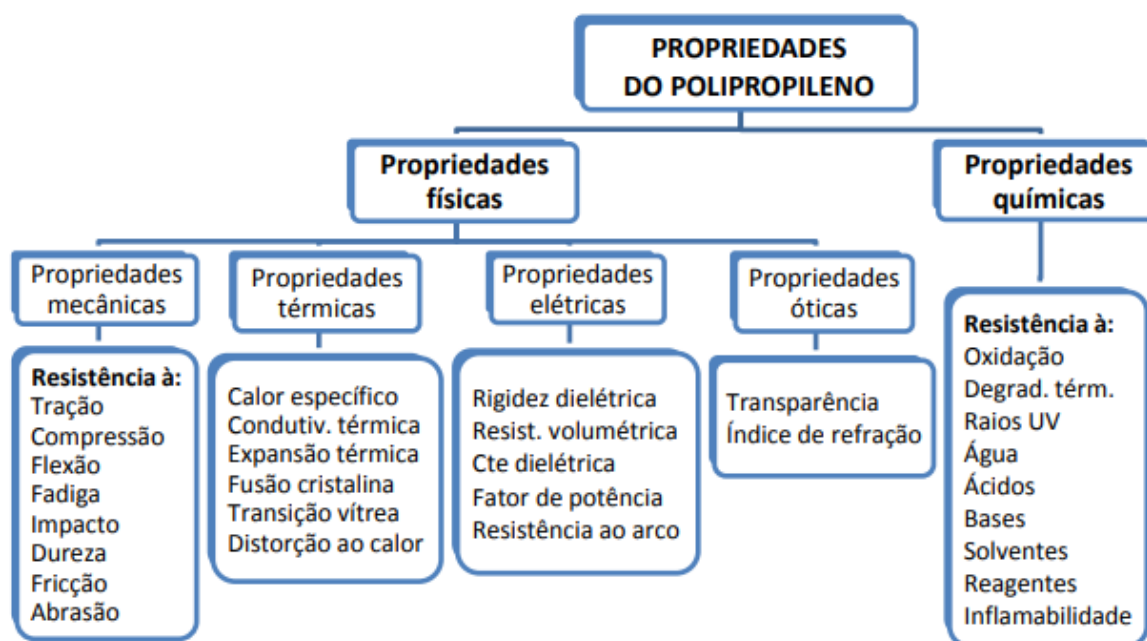 PROPRIEDADES
DO POLIPROPILENO
Propriedades
físicas
Propriedades
químicas
Propriedades
mecânicas
Propriedades
térmicas
Propriedades
elétricas
Propriedades
óticas
Resistência à:
Tração
Compressão
Flexão
Fadiga
Impacto
Dureza
Fricção
Abrasão
Calor específico
Condutiv. térmica
Expansão térmica
Fusão cristalina
Transição vítrea
Distorção ao calor
Rigidez dielétrica
Resist. volumétrica
Cte dielétrica
Fator de potência
Resistência ao arco
Transparência
Índice de refração
Resistência à:
Oxidação
Degrad. térm.
Raios UV
Água
Ácidos
Bases
Solventes
Reagentes
Inflamabilidade